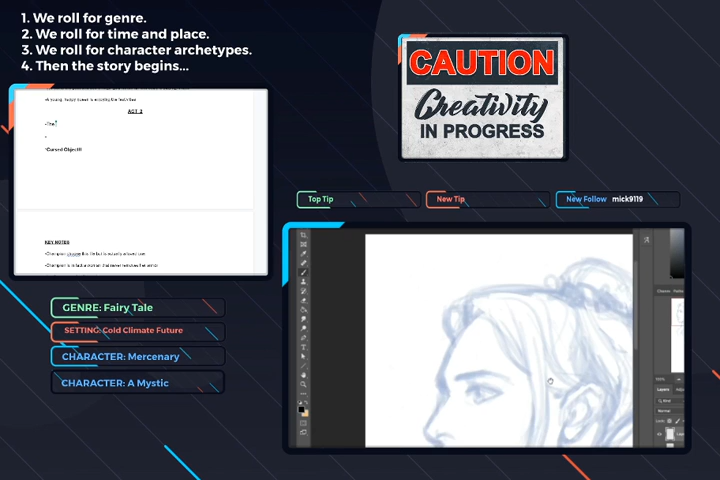 1. We roll for genre.
2. We roll for time and place.
3. We roll for character archetypes.
4. Then the story begins...
CAUTION
Creativity
IN PROGRESS
ACT 2
-The
*Cursed Object!!
KEY NOTES
Top Tip
New Tip
New Follow mick9119
GENRE: Fairy Tale
SETTING: Cold Climate Future
CHARACTER: Mercenary
CHARACTER: A Mystic